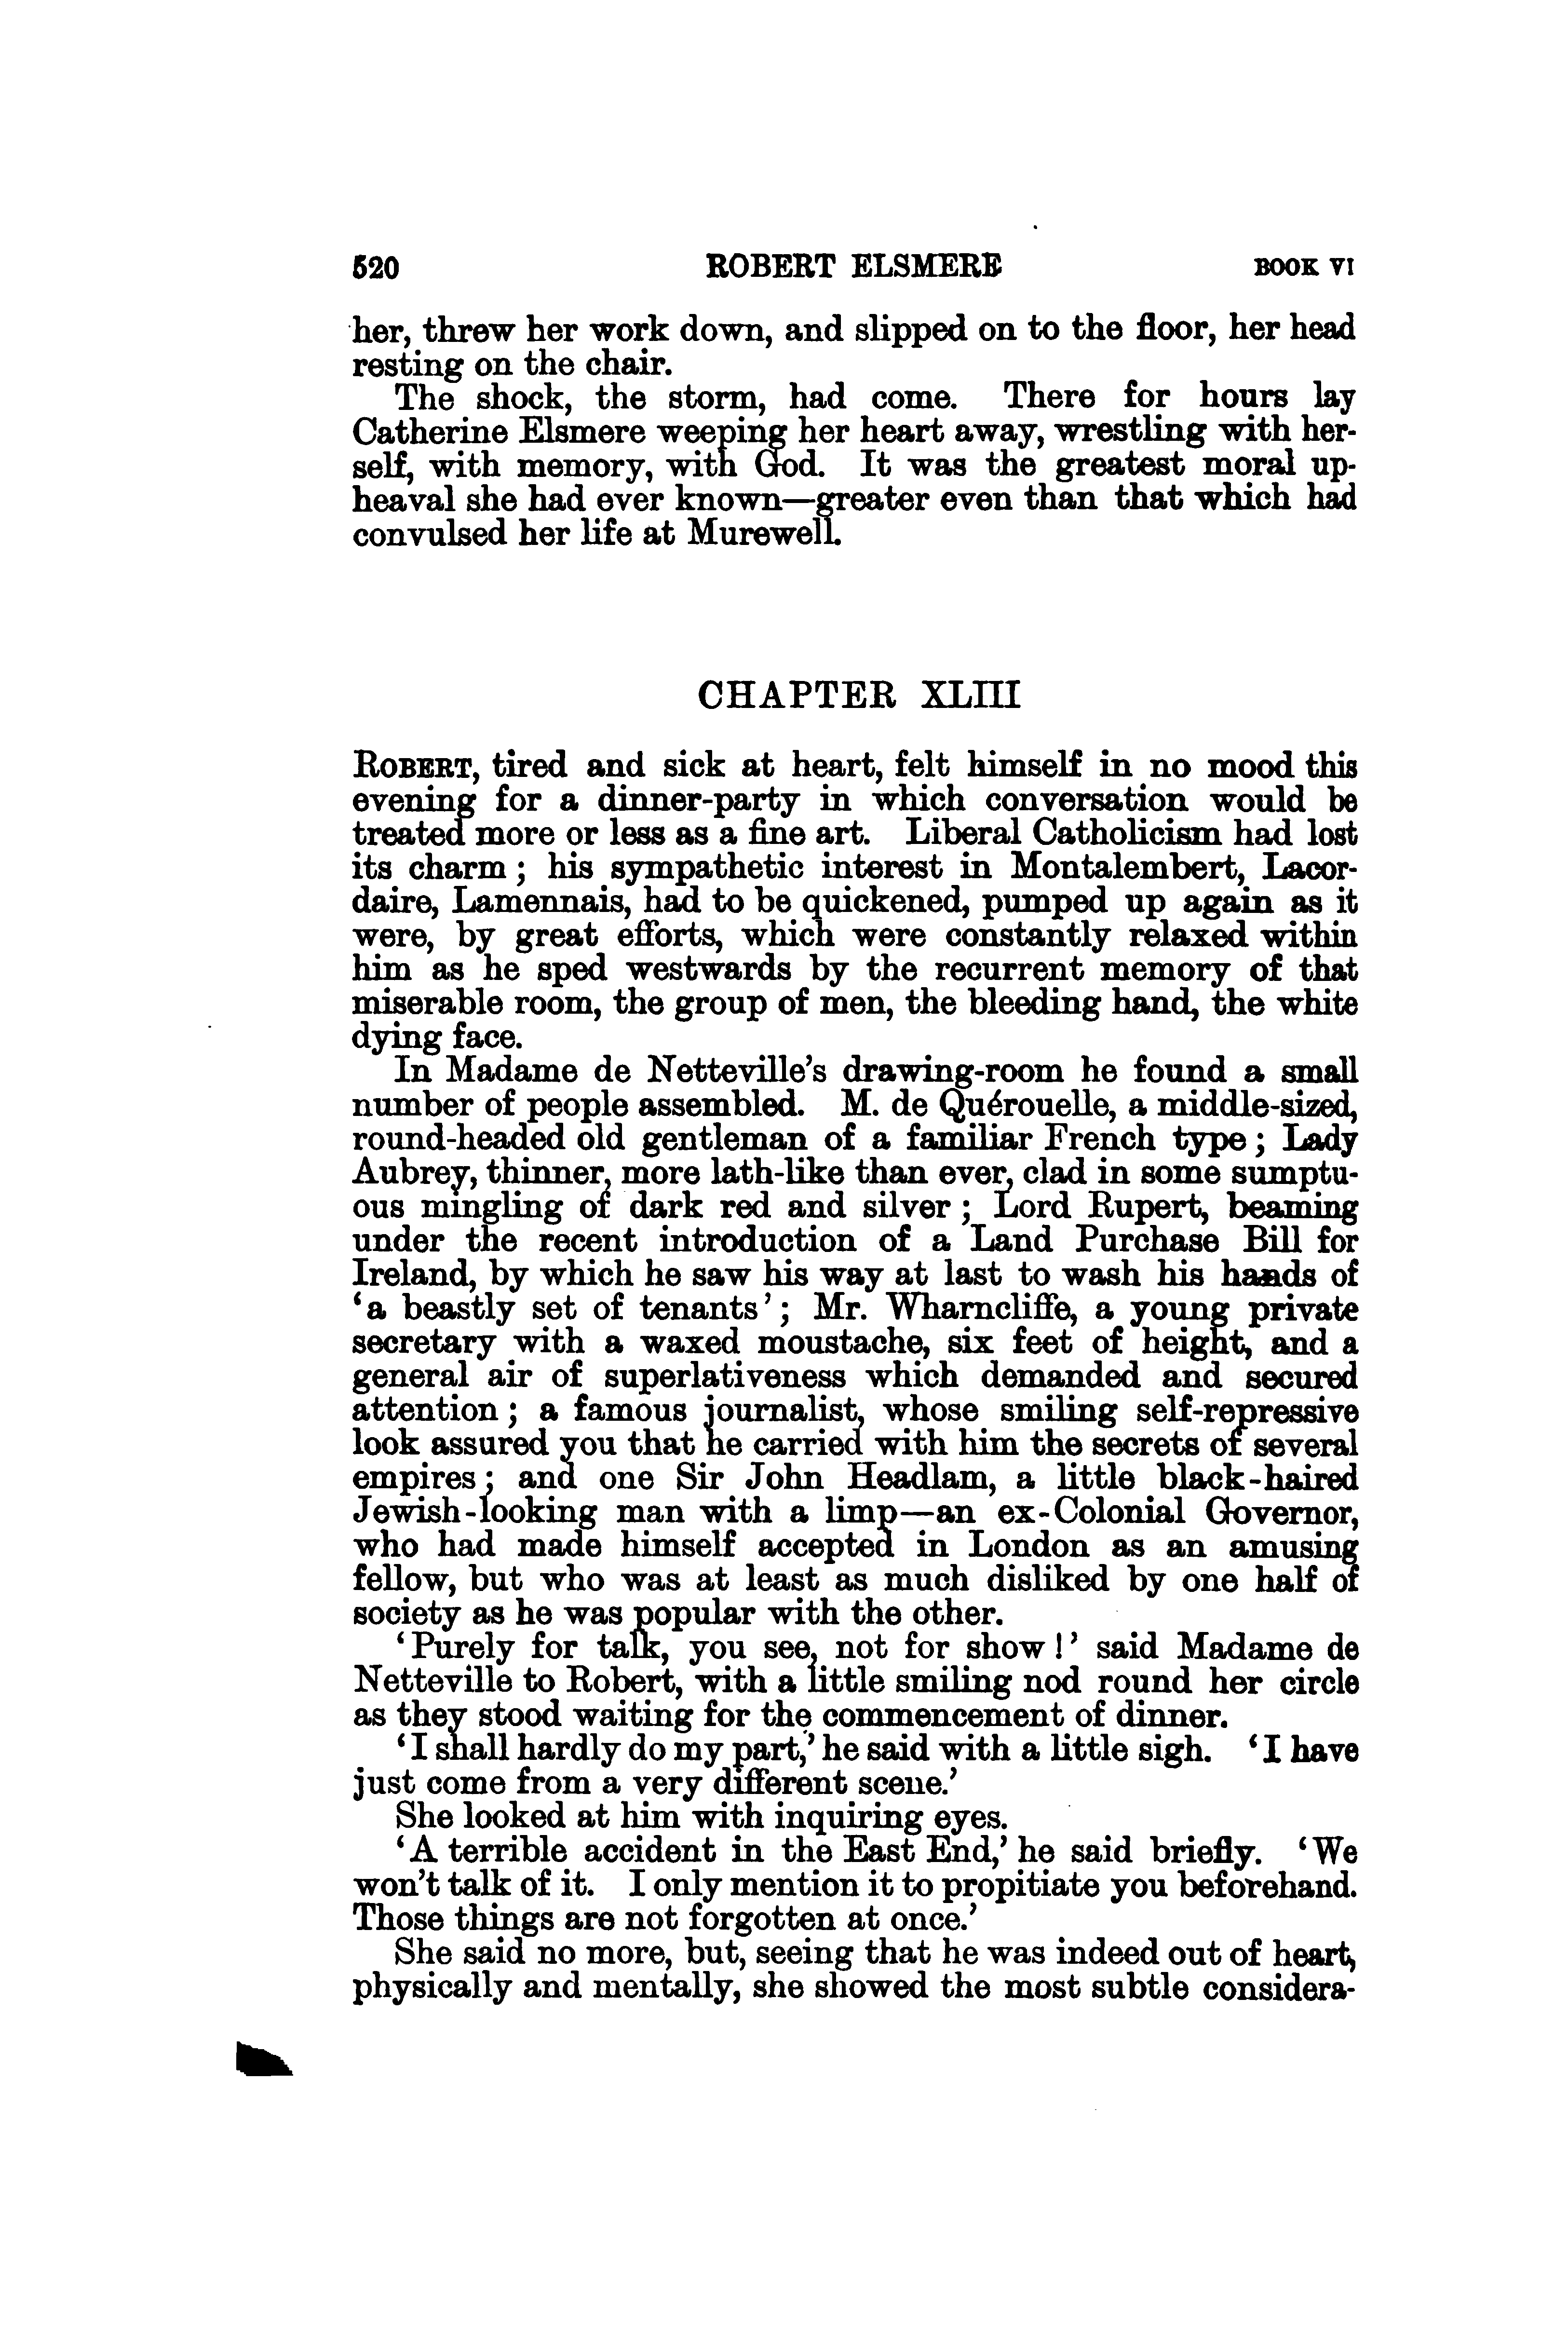 520 ROBERT ELSMERE BOOK VI
her, threw her work down, and slipped on to the floor, her head
resting on the chair.
The shock, the storm, had come. There for hours lay
Catherine Elsmere weeping her heart away, wrestling with her-
self, with memory, with God. It was the greatest moral up-
heaval she had ever known—greater even than that which had
convulsed her life at Murewell.
CHAPTER XLIII
ROBERT, tired and sick at heart, felt himself in no mood this
evening for a dinner-party in which conversation would be
treated more or less as a fine art. Liberal Catholicism had lost
its charm ; his sympathetic interest in Montalembert, Lacor-
daire, Lamennais, had to be quickened, pumped up again as it
were, by great efforts, which were constantly relaxed within
him as he sped westwards by the recurrent memory of that
miserable room, the group of men, the bleeding hand, the white
dying face.
In Madame de Netteville's drawing-room he found a small
number of people assembled. M. de Quérouelle, a middle-sized,
round-headed old gentleman of a familiar French type ; Lady
Aubrey, thinner, more lath-like than ever, clad in some sumptu-
ous mingling of dark red and silver ; Lord Rupert, beaming
under the recent introduction of a Land Purchase Bill for
Ireland, by which he saw his way at last to wash his hands of
‘a beastly set of tenants’ ; Mr. Wharncliffe, a young private
secretary with a waxed moustache, six feet of height, and a
general air of superlativeness which demanded and secured
attention ; a famous journalist, whose smiling self-repressive
look assured you that he carried with him the secrets of several
empires ; and one Sir John Headlam, a little black-haired
Jewish-looking man with a limp—an ex-Colonial Governor,
who had made himself accepted in London as an amusing
fellow, but who was at least as much disliked by one half of
society as he was popular with the other.
‘Purely for talk, you see, not for show !’ said Madame de
Netteville to Robert, with a little smiling nod round her circle
as they stood waiting for the commencement of dinner.
‘I shall hardly do my part,’ he said with a little sigh. ‘I have
just come from a very different scene.’
She looked at him with inquiring eyes.
‘A terrible accident in the East End,’ he said briefly. ‘We
won't talk of it. I only mention it to propitiate you beforehand.
Those things are not forgotten at once.’
She said no more, but, seeing that he was indeed out of heart,
physically and mentally, she showed the most subtle considera-